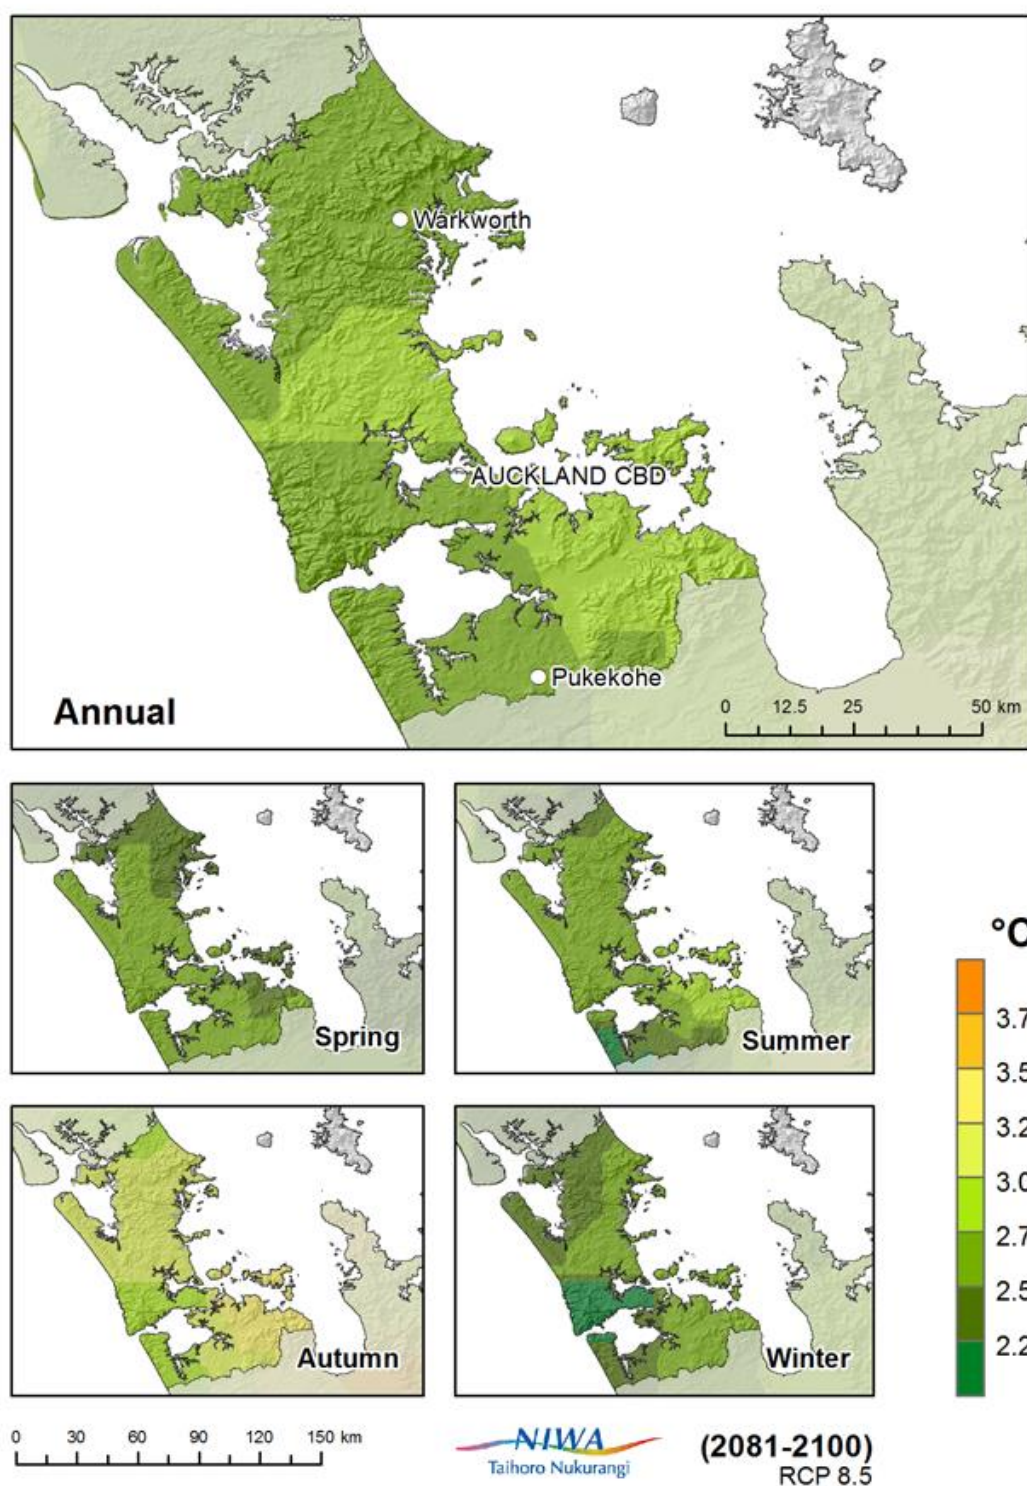 Warkworth
AUCKLAND CBD
Pukekohe
Annual
0 12.5 25 50 km
Spring
Summer
°C
3.7
3.5
3.2
3.0
2.7
2.5
2.2
Autumn
Winter
0 30 60 90 120 150 km
NIWA
Taihoro Nukurangi
(2081-2100)
RCP 8.5